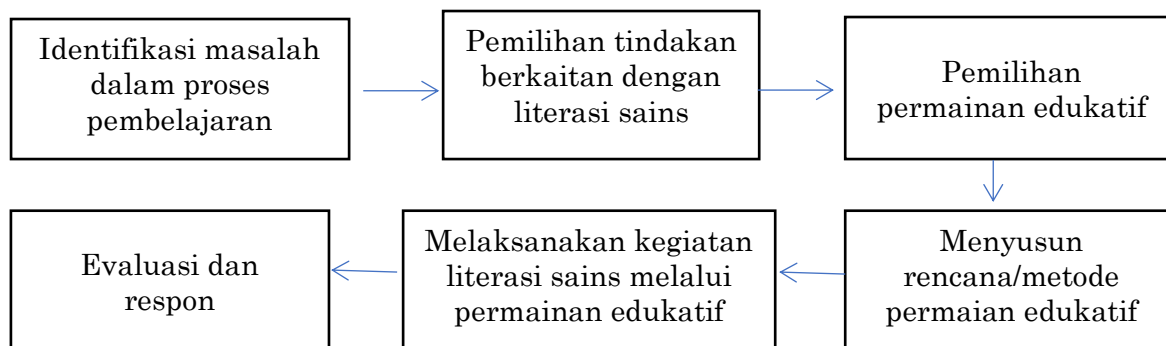 Identifikasi masalah
dalam proses
pembelajaran
Pemilihan tindakan
berkaitan dengan
literasi sains
Pemilihan
permainan edukatif
Menyusun
rencana/metode
permaian edukatif
Melaksanakan kegiatan
literasi sains melalui
permainan edukatif
Evaluasi dan
respon